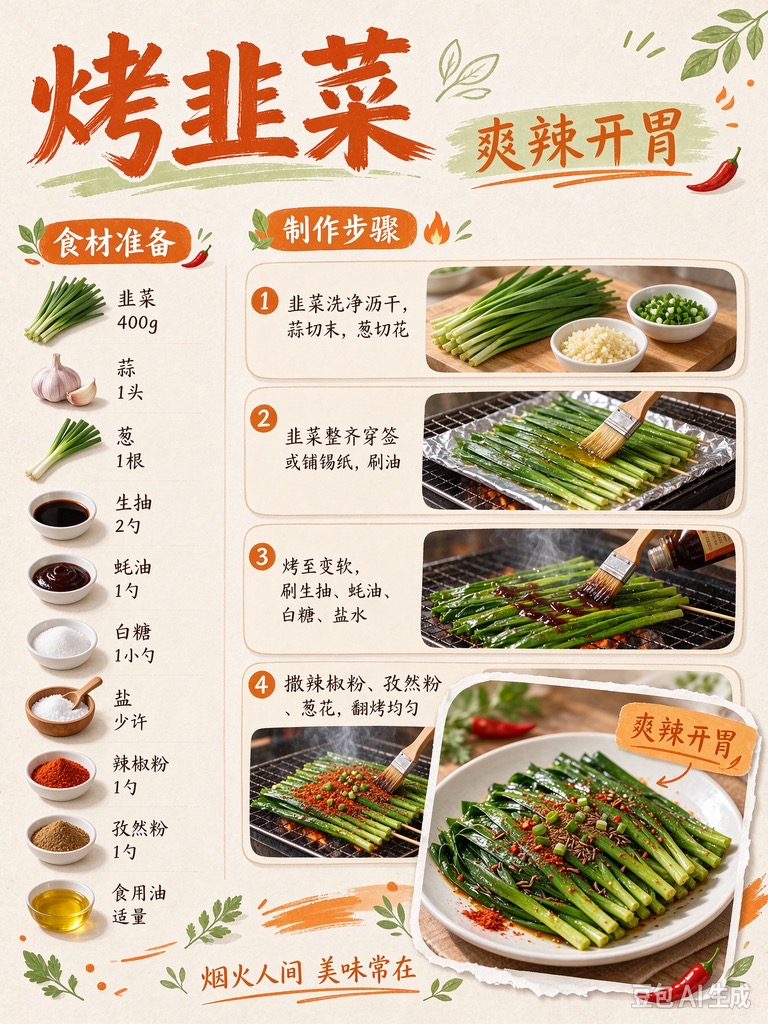 烤韭菜
爽辣开胃
食材准备
韭菜
400g
蒜
1头
葱
1根
生抽
2勺
蚝油
1勺
白糖
1小勺
盐
少许
辣椒粉
1勺
孜然粉
1勺
食用油
适量
制作步骤
1
韭菜洗净沥干，
蒜切末，葱切花
2
韭菜整齐穿签
或铺锡纸，刷油
3
烤至变软，
刷生抽、蚝油、
白糖、盐水
4
撒辣椒粉、孜然粉
、葱花，翻烤均匀
爽辣开胃
烟火人间 美味常在
豆包AI生成